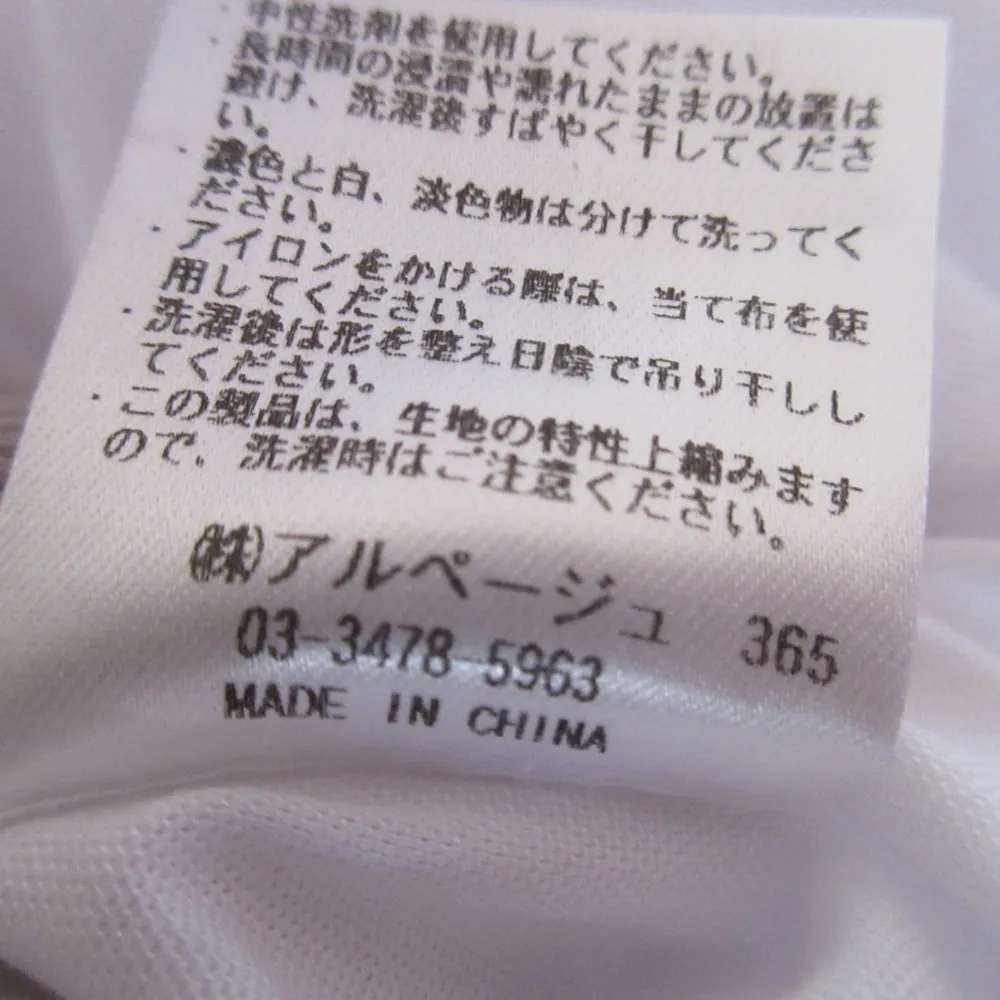 ・中性洗剤を使用してください。
長時間の浸漬や濡れたままの放置は
避け、洗濯後すばやく干してくださ
い。
・濃色と白、淡色物は分けて洗ってく
ださい。
・アイロンをかける際は、当て布を使
用してください。
・洗濯後は形を整え日陰で吊り干しし
てください。
・この製品は、生地の特性上縮みます
ので、洗濯時はご注意ください。
㈱アルページュ 365
03-3478-5963
MADE IN CHINA